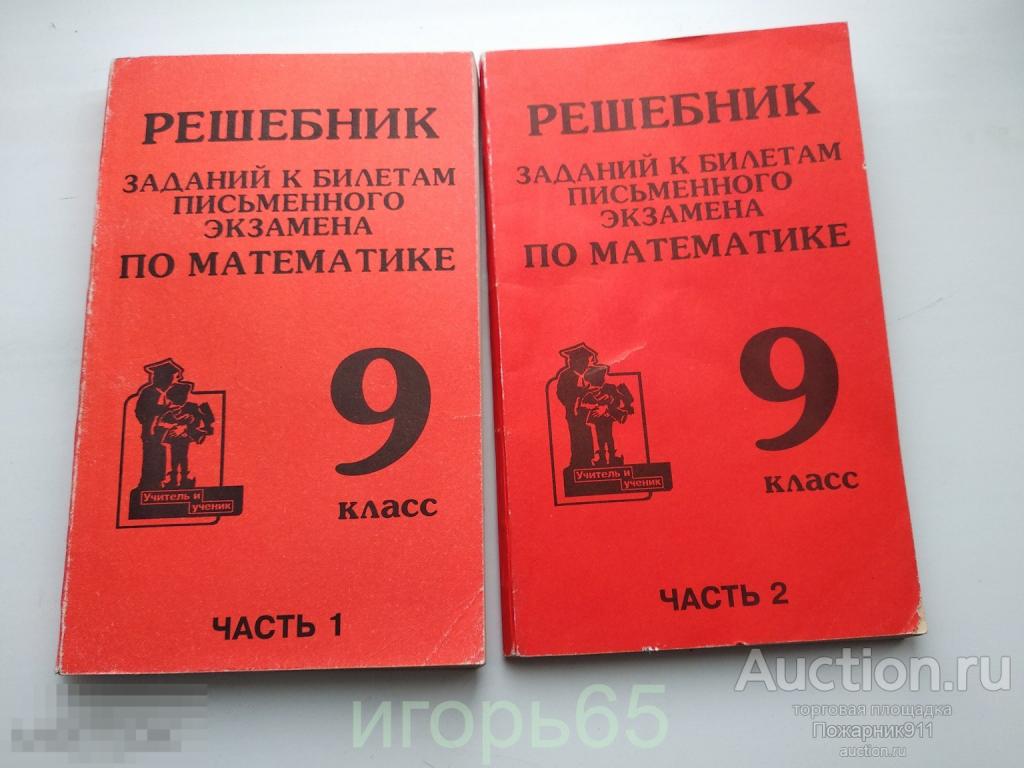 РЕШЕБНИК
ЗАДАНИЙ К БИЛЕТАМ
ПИСЬМЕННОГО
ЭКЗАМЕНА
ПО МАТЕМАТИКЕ
9
класс
Учитель и
ученик
ЧАСТЬ 1
РЕШЕБНИК
ЗАДАНИЙ К БИЛЕТАМ
ПИСЬМЕННОГО
ЭКЗАМЕНА
ПО МАТЕМАТИКЕ
9
класс
Учитель и
ученик
ЧАСТЬ 2
игорь65
Auction.ru
торговая площадка
Пожарник911
auction.ru